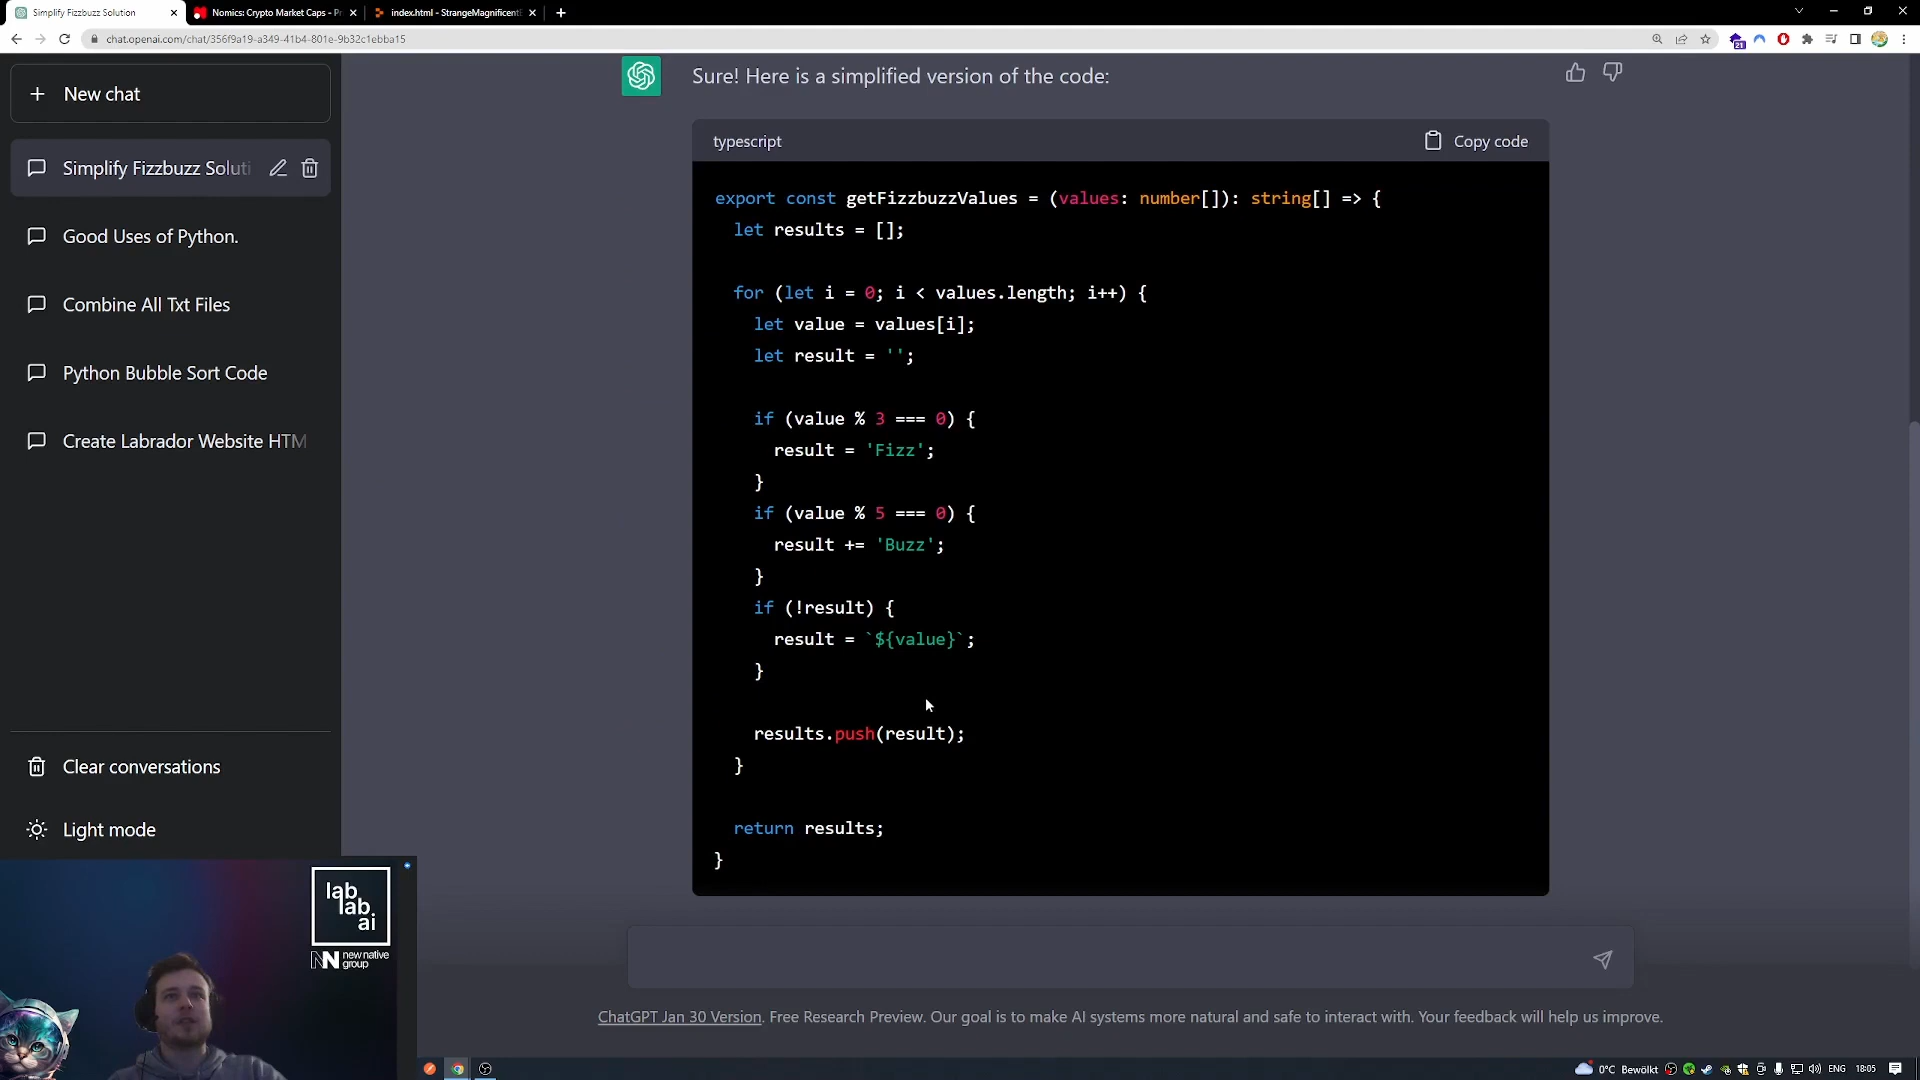 Simplify Fizzbuzz Solution
Nomics: Crypto Market Caps - Pr
index.html - StrangeMagnificent
chat.openai.com/chat/356f9a19-a349-41b4-801e-9b32c1ebba15
21
New chat
Simplify Fizzbuzz Soluti
Good Uses of Python.
Combine All Txt Files
Python Bubble Sort Code
Create Labrador Website HTM
Clear conversations
Light mode
lab
lab
ai
new native
group
Sure! Here is a simplified version of the code:
typescript
Copy code
export const getFizzbuzzValues = (values: number[]): string[] => {
let results = [];
for (let i = 0; i < values.length; i++) {
let value = values[i];
let result = '';
if (value % 3 === 0) {
result = 'Fizz';
}
if (value % 5 === 0) {
result += 'Buzz';
}
if (!result) {
result = `${value}`;
}
results.push(result);
}
return results;
}
ChatGPT Jan 30 Version. Free Research Preview. Our goal is to make AI systems more natural and safe to interact with. Your feedback will help us improve.
0°C Bewölkt
ENG
18:05